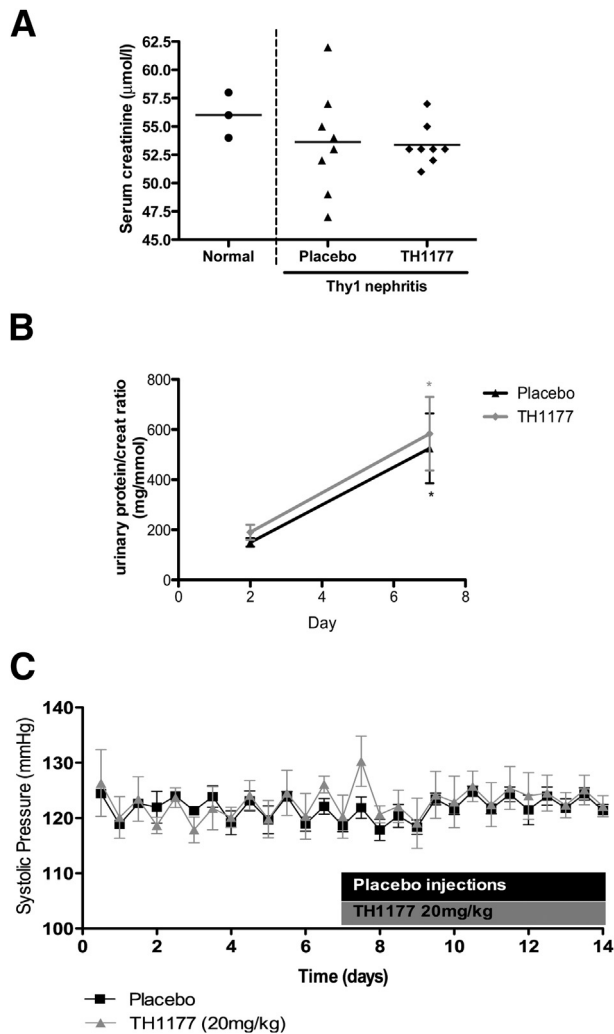 A
Serum creatinine (μmol/l)
62.5
60.0
57.5
55.0
52.5
50.0
47.5
45.0
Normal Placebo TH1177
Thy1 nephritis
B
urinary protein/creat ratio
(mg/mmol)
800
600
400
200
0
0 2 4 6 8
Day
*
*
Placebo
TH1177
C
Systolic Pressure (mmHg)
140
130
120
110
100
Placebo injections
TH1177 20mg/kg
0 2 4 6 8 10 12 14
Time (days)
Placebo
TH1177 (20mg/kg)